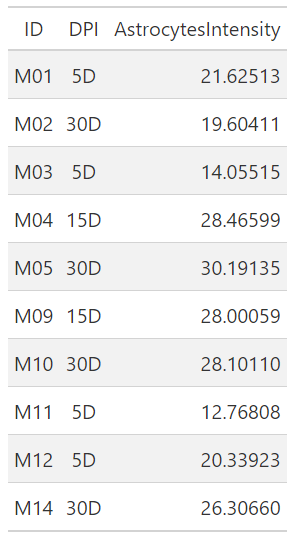 ID DPI AstrocytesIntensity
M01 5D 21.62513
M02 30D 19.60411
M03 5D 14.05515
M04 15D 28.46599
M05 30D 30.19135
M09 15D 28.00059
M10 30D 28.10110
M11 5D 12.76808
M12 5D 20.33923
M14 30D 26.30660